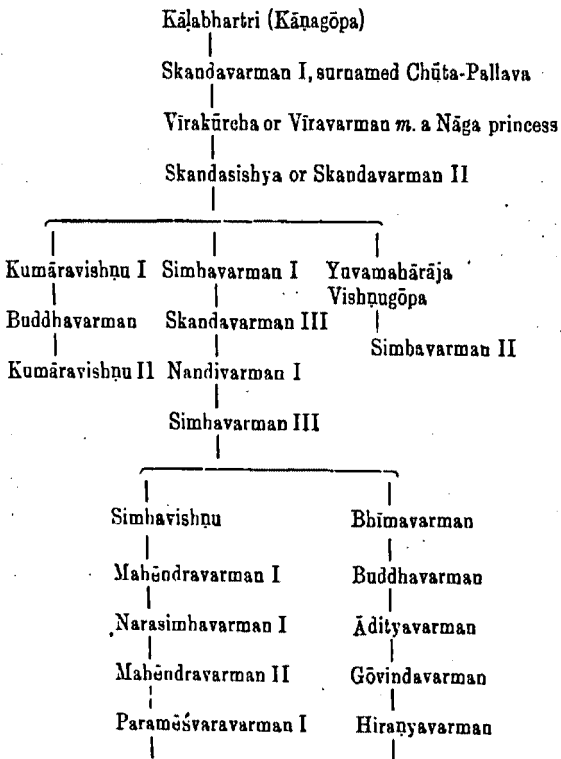 Kāḷabhartri (Kāṇagōpa)
Skandavarman I, surnamed Chūta-Pallava
Vīrakūrcha or Vīravarman m. a Nāga princess
Skandasishya or Skandavarman II
Kumāravishṇu I Simhavarman I Yuvamahārāja
Vishṇugōpa
Buddhavarman Skandavarman III
Simhavarman II
Kumāravishṇu II Nandivarman I
Simhavarman III
Simhavishṇu Bhīmavarman
Mahēndravarman I Buddhavarman
Narasimhavarman I Ādityavarman
Mahēndravarman II Gōvindavarman
Paramēśvaravarman I Hiraṇyavarman